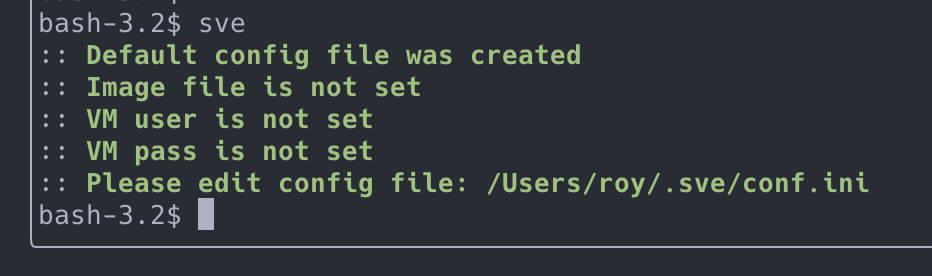 bash-3.2$ sve
:: Default config file was created
:: Image file is not set
:: VM user is not set
:: VM pass is not set
:: Please edit config file: /Users/roy/.sve/conf.ini
bash-3.2$